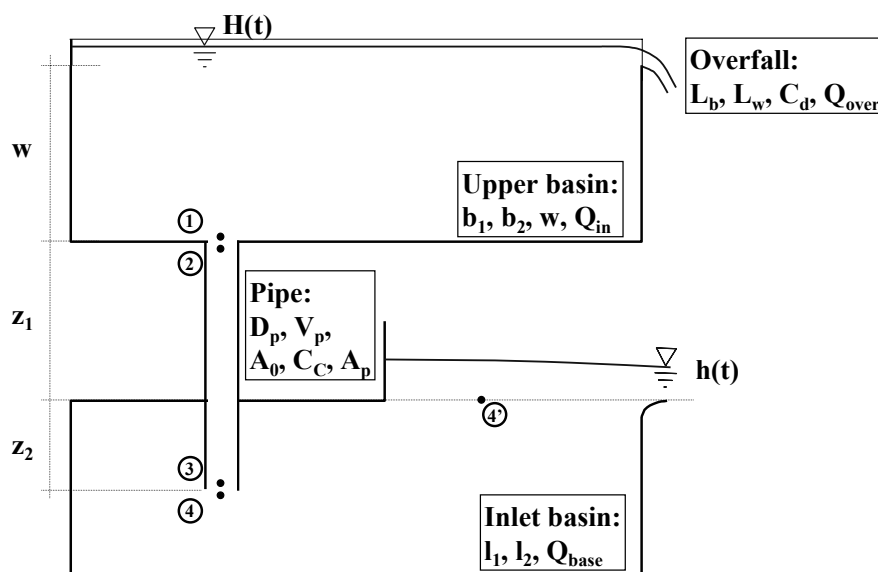 H(t)
Overfall:
L_b, L_w, C_d, Q_over
w
Upper basin:
b_1, b_2, w, Q_in
1
2
z_1
Pipe:
D_p, V_p,
A_0, C_C, A_p
h(t)
4'
z_2
3
4
Inlet basin:
l_1, l_2, Q_base